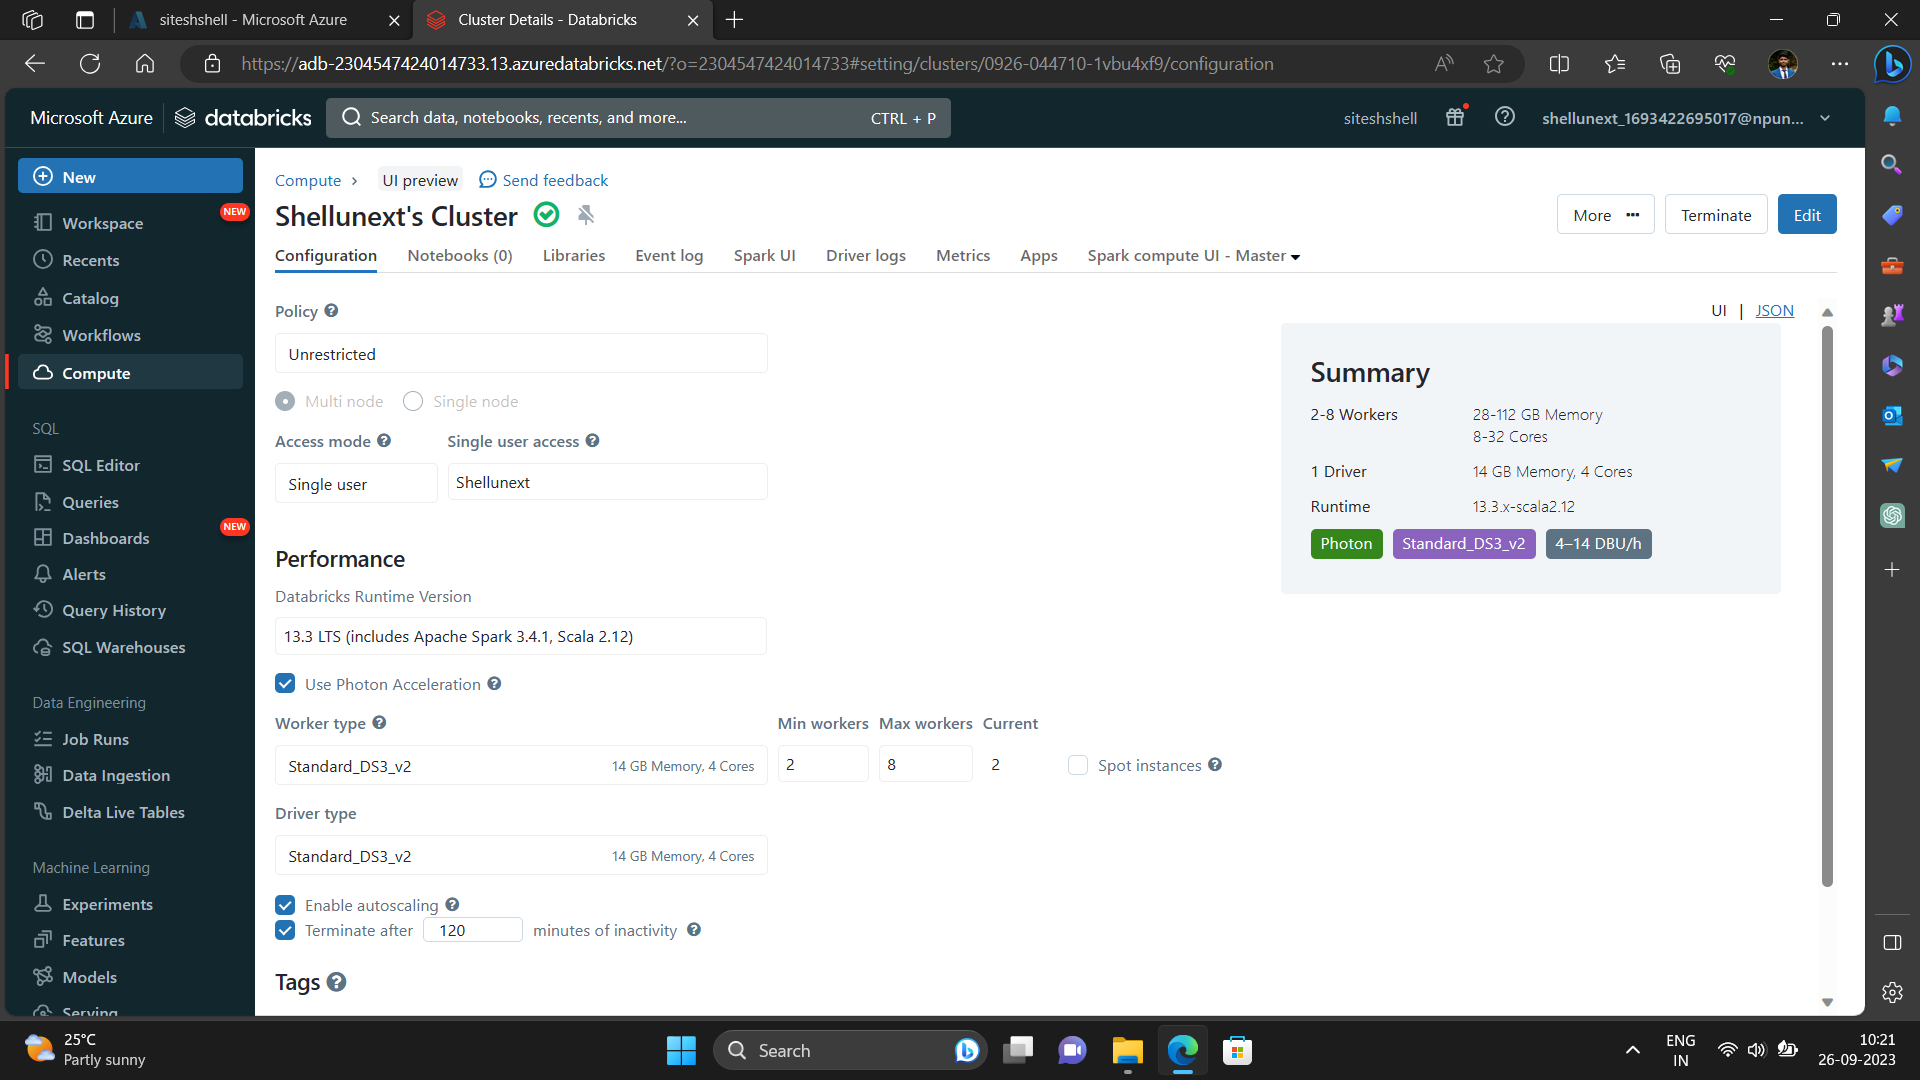 siteshshell - Microsoft Azure
Cluster Details - Databricks
https://adb-2304547424014733.13.azuredatabricks.net/?o=2304547424014733#setting/clusters/0926-044710-1vbu4xf9/configuration
Microsoft Azure
databricks
Search data, notebooks, recents, and more...
CTRL + P
siteshshell
shellunext_1693422695017@npun...
New
Workspace
NEW
Recents
Catalog
Workflows
Compute
SQL
SQL Editor
Queries
Dashboards
NEW
Alerts
Query History
SQL Warehouses
Data Engineering
Job Runs
Data Ingestion
Delta Live Tables
Machine Learning
Experiments
Features
Models
Serving
Compute >
UI preview
Send feedback
Shellunext's Cluster
More ...
Terminate
Edit
Configuration
Notebooks (0)
Libraries
Event log
Spark UI
Driver logs
Metrics
Apps
Spark compute UI - Master
Policy
Unrestricted
Multi node
Single node
Access mode
Single user access
Single user
Shellunext
Performance
Databricks Runtime Version
13.3 LTS (includes Apache Spark 3.4.1, Scala 2.12)
Use Photon Acceleration
Worker type
Min workers
Max workers
Current
Standard_DS3_v2
14 GB Memory, 4 Cores
2
8
2
Spot instances
Driver type
Standard_DS3_v2
14 GB Memory, 4 Cores
Enable autoscaling
Terminate after 120 minutes of inactivity
Tags
UI | JSON
Summary
2-8 Workers
28-112 GB Memory
8-32 Cores
1 Driver
14 GB Memory, 4 Cores
Runtime
13.3.x-scala2.12
Photon
Standard_DS3_v2
4–14 DBU/h
25°C
Partly sunny
Search
ENG
IN
10:21
26-09-2023